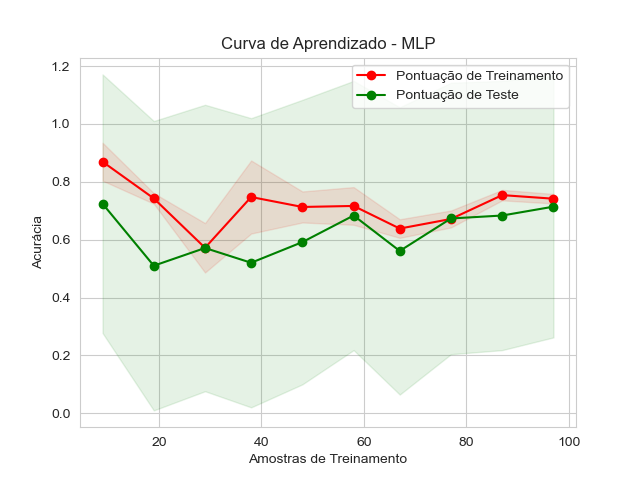 Curva de Aprendizado - MLP
Pontuação de Treinamento
Pontuação de Teste
Acurácia
1.2
1.0
0.8
0.6
0.4
0.2
0.0
20
40
60
80
100
Amostras de Treinamento